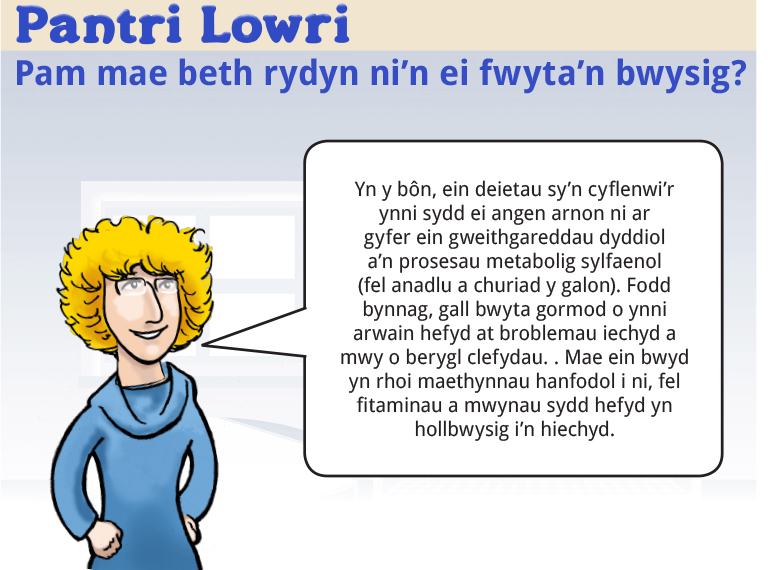 Pantri Lowri
Pam mae beth rydyn ni’n ei fwyta’n bwysig?
Yn y bôn, ein deietau sy’n cyflenwi’r
ynni sydd ei angen arnon ni ar
gyfer ein gweithgareddau dyddiol
a’n prosesau metabolig sylfaenol
(fel anadlu a churiad y galon). Fodd
bynnag, gall bwyta gormod o ynni
arwain hefyd at broblemau iechyd a
mwy o berygl clefydau. . Mae ein bwyd
yn rhoi maethynnau hanfodol i ni, fel
fitaminau a mwynau sydd hefyd yn
hollbwysig i’n hiechyd.